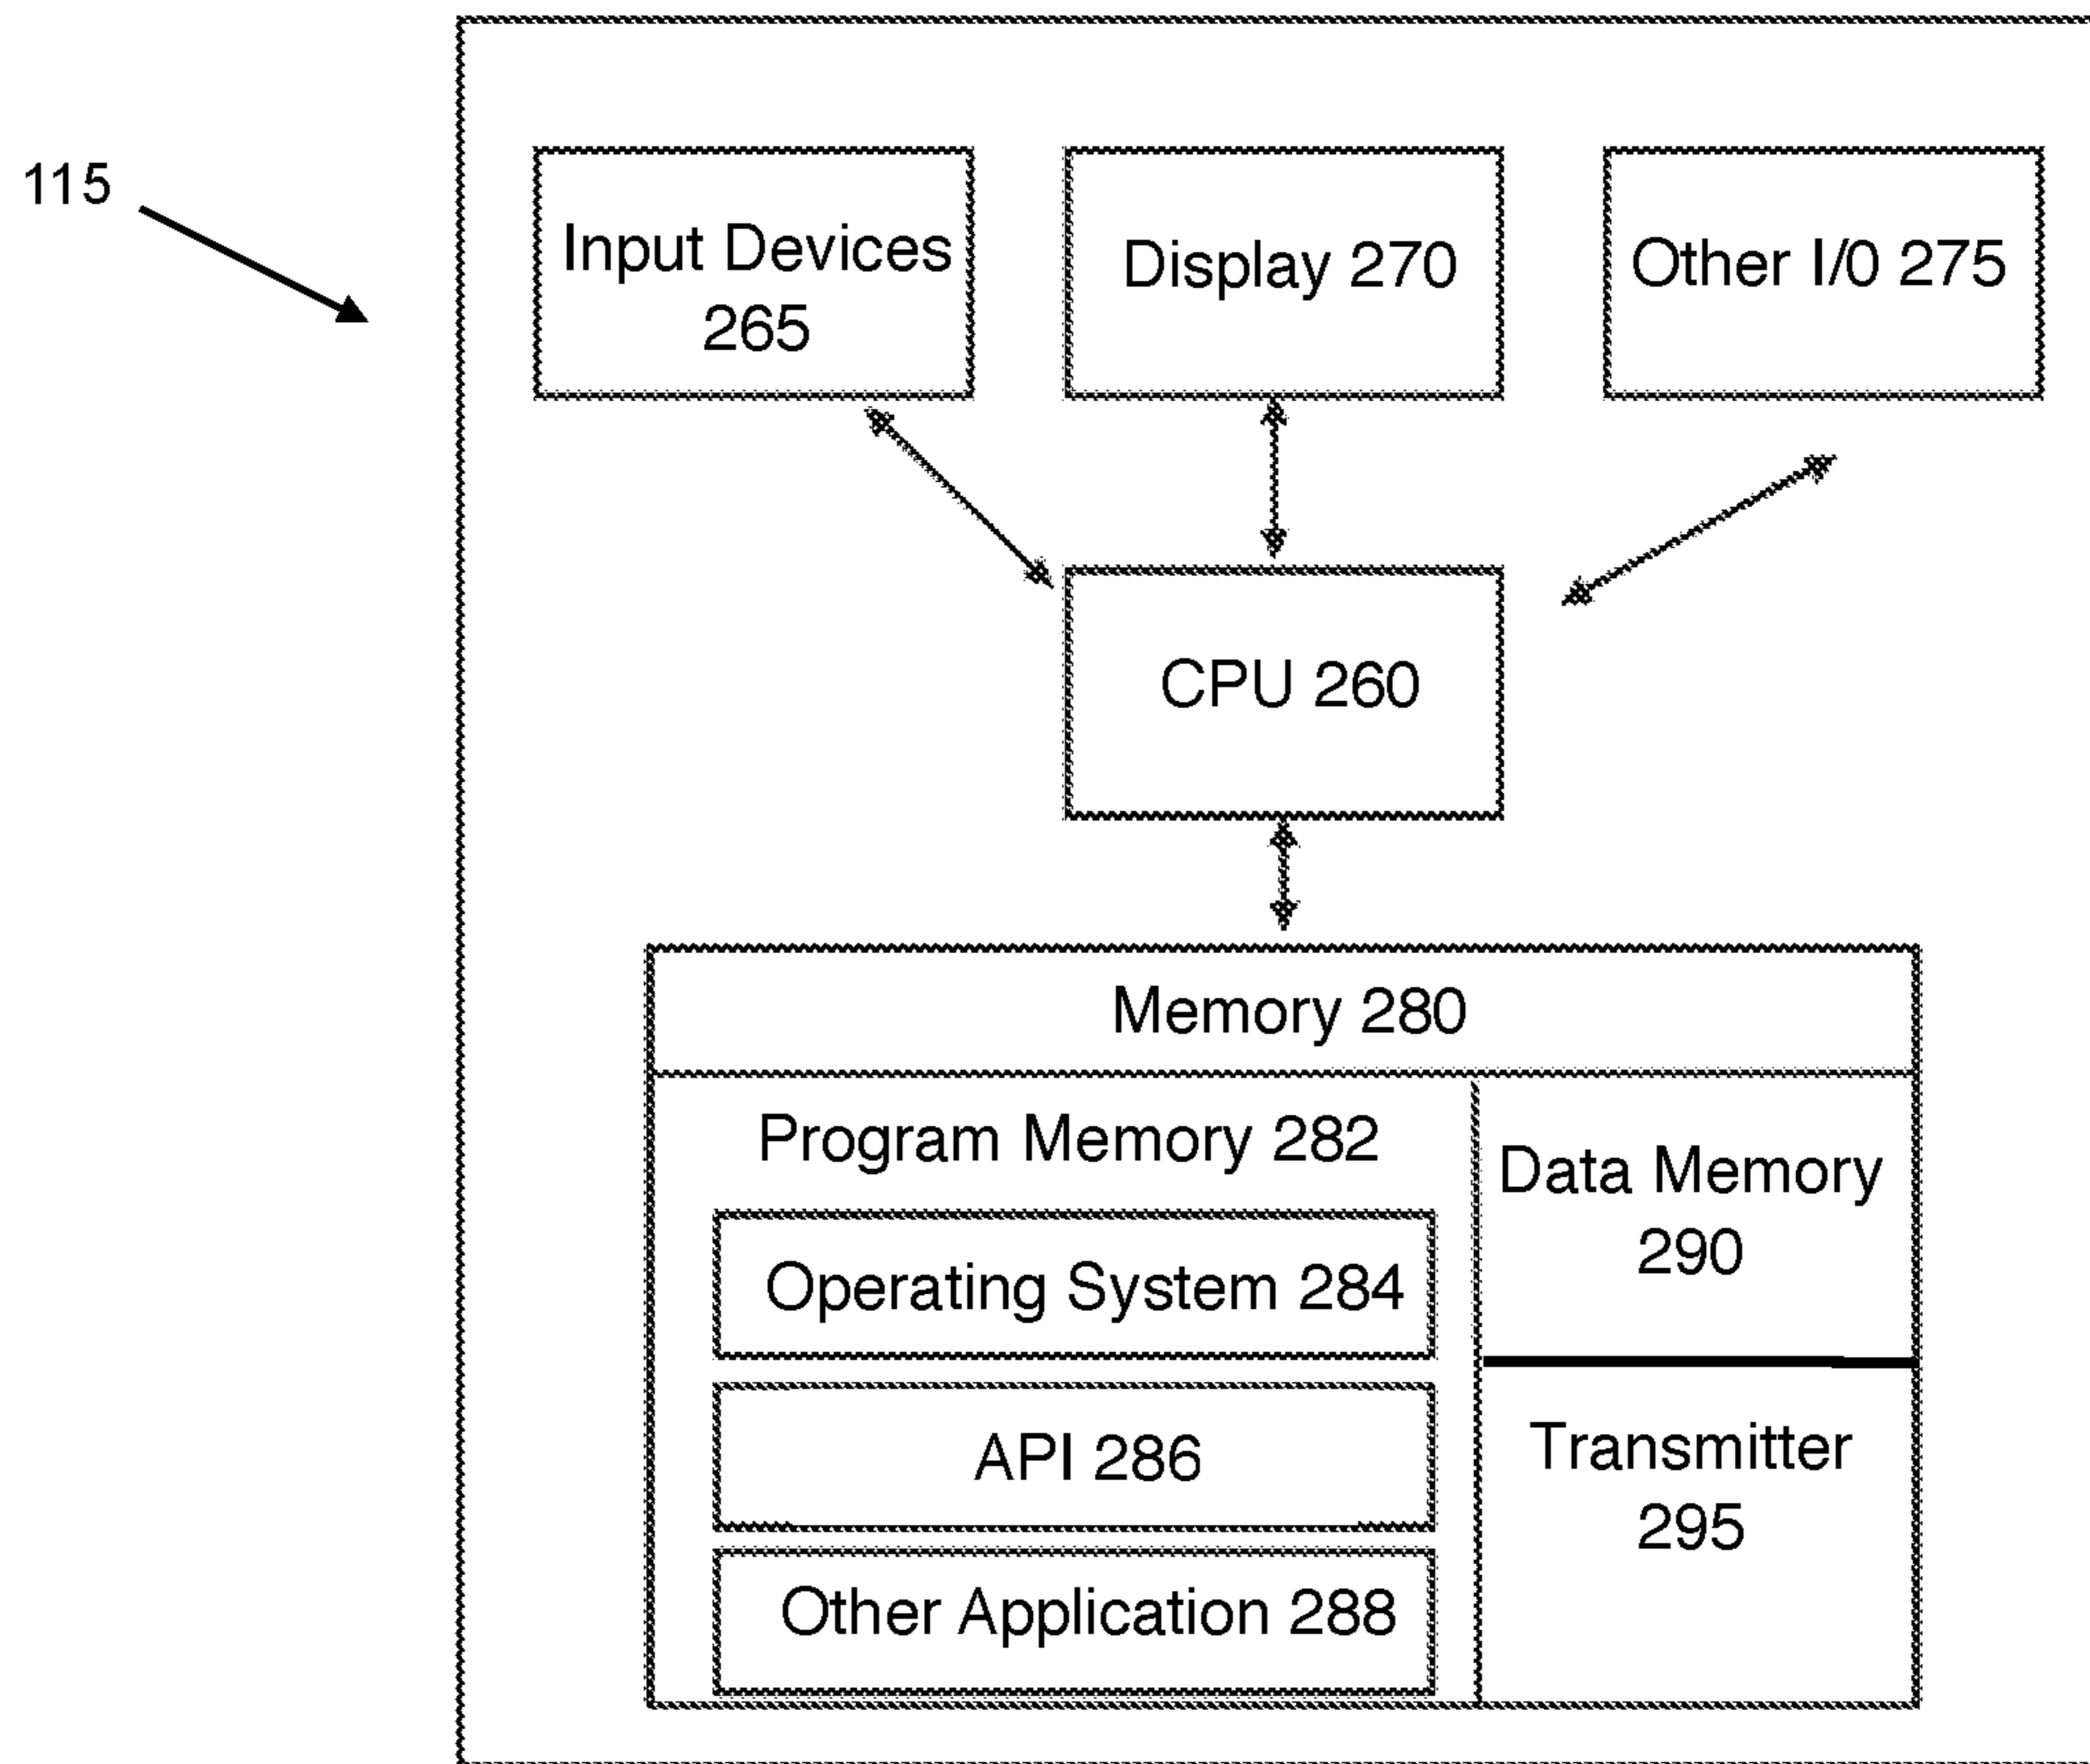 115
Input Devices
265
Display 270
Other I/0 275
CPU 260
Memory 280
Program Memory 282
Operating System 284
API 286
Other Application 288
Data Memory
290
Transmitter
295